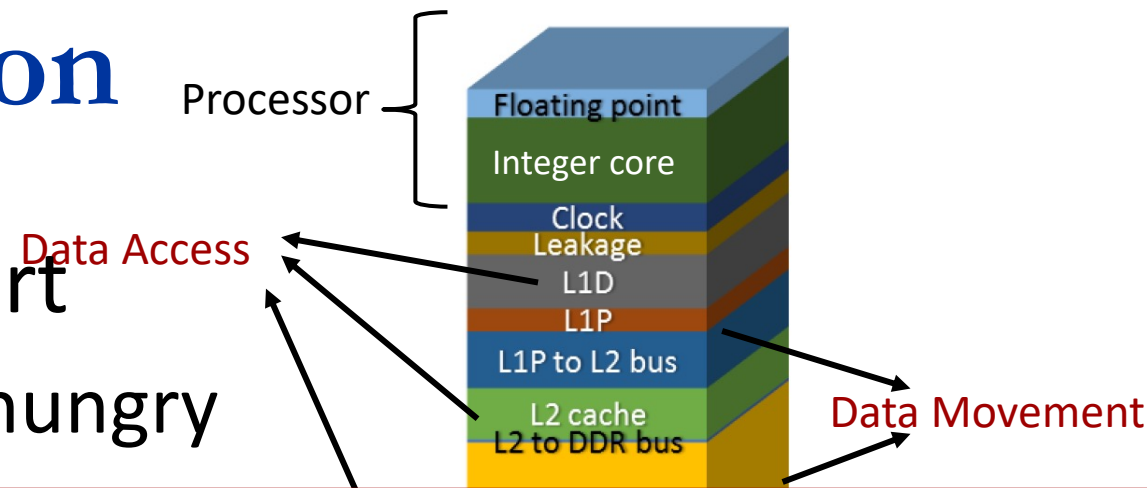 on
Processor
Floating point
Integer core
Clock
Data Access
Leakage
rt
L1D
L1P
L1P to L2 bus
hungry
L2 cache
Data Movement
L2 to DDR bus